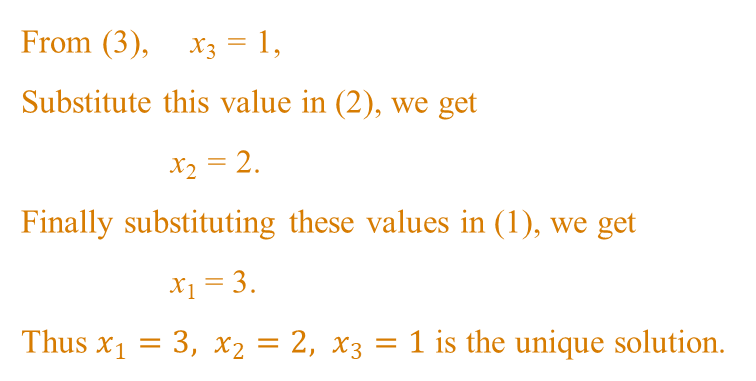 From (3), x₃ = 1,
Substitute this value in (2), we get
x₂ = 2.
Finally substituting these values in (1), we get
x₁ = 3.
Thus x₁ = 3, x₂ = 2, x₃ = 1 is the unique solution.